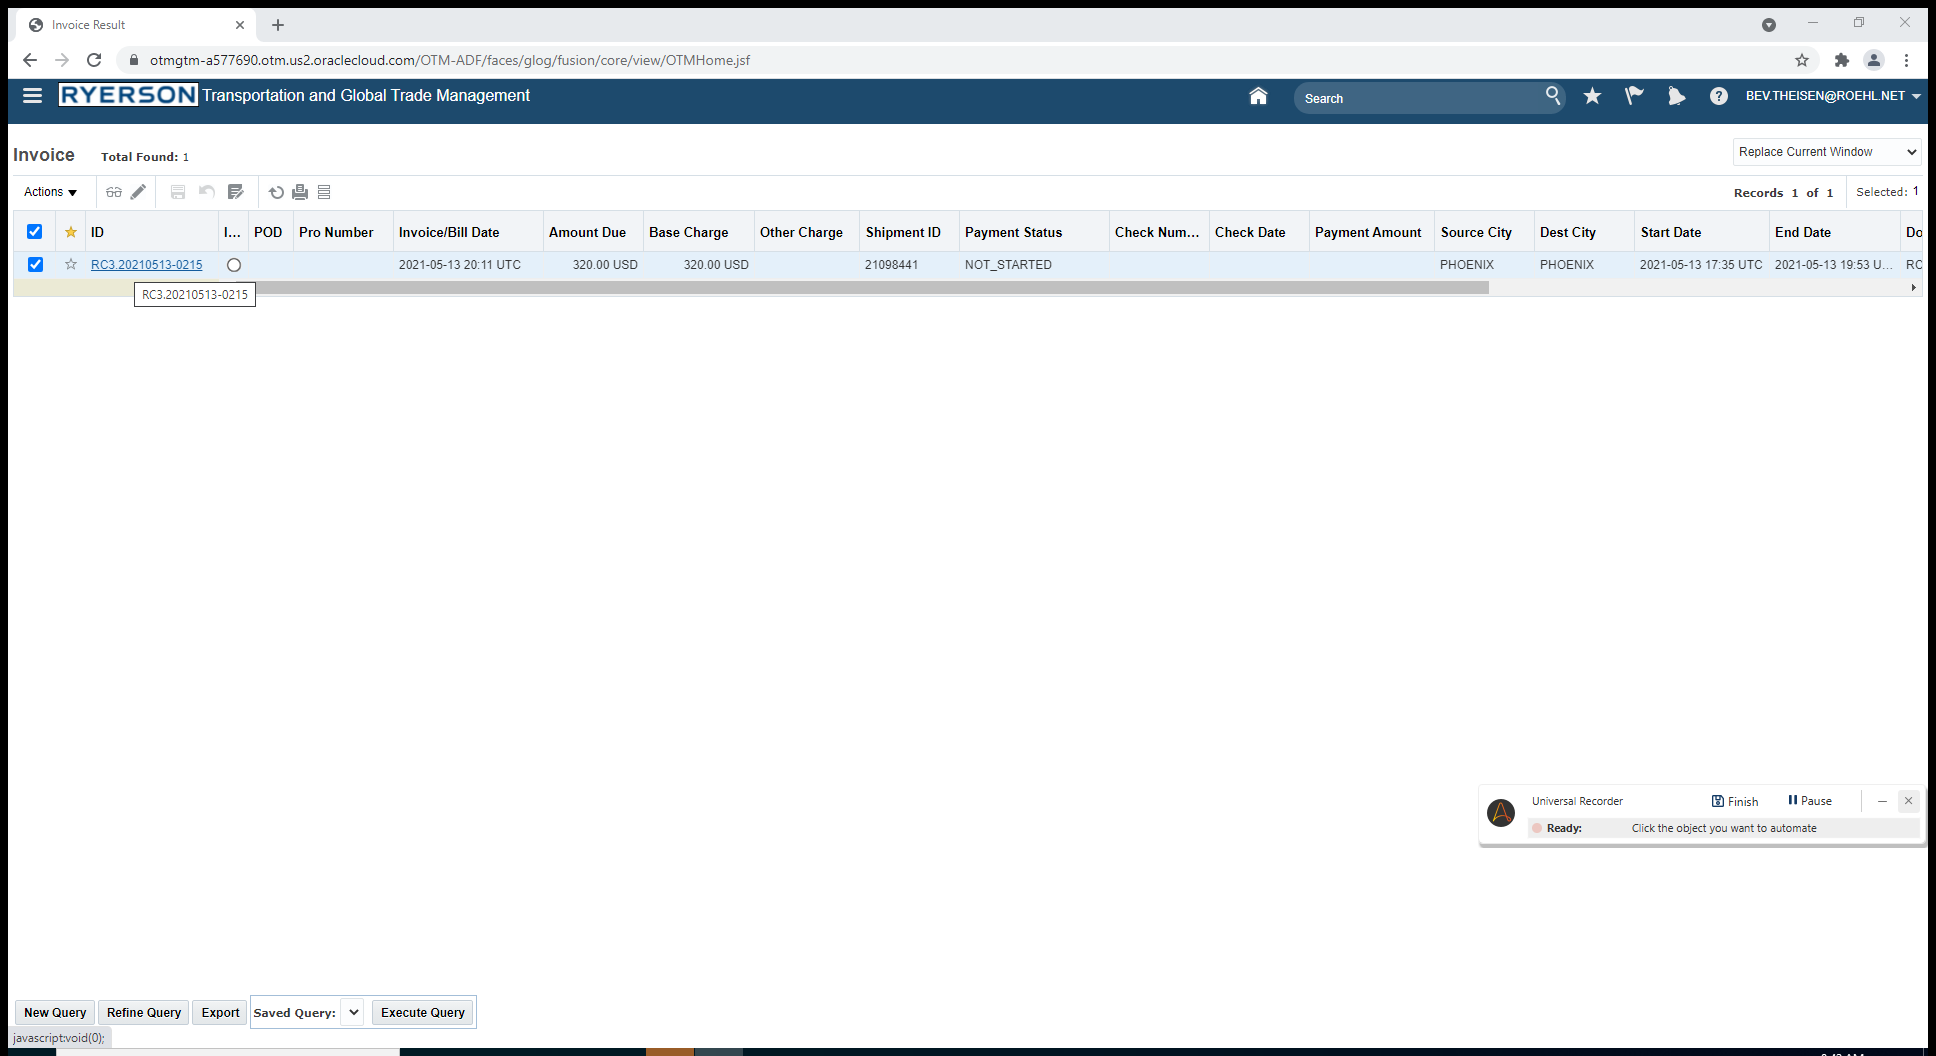 Invoice Result
otmgtm-a577690.otm.us2.oraclecloud.com/OTM-ADF/faces/glog/fusion/core/view/OTMHome.jsf
RYERSON Transportation and Global Trade Management Search BEV.THEISEN@ROEHL.NET
Invoice Total Found: 1 Replace Current Window
Actions Records 1 of 1 Selected: 1
ID I... POD Pro Number Invoice/Bill Date Amount Due Base Charge Other Charge Shipment ID Payment Status Check Num... Check Date Payment Amount Source City Dest City Start Date End Date Do
RC3.20210513-0215 2021-05-13 20:11 UTC 320.00 USD 320.00 USD 21098441 NOT_STARTED PHOENIX PHOENIX 2021-05-13 17:35 UTC 2021-05-13 19:53 U... RC
RC3.20210513-0215
Universal Recorder Finish Pause
Ready: Click the object you want to automate
New Query Refine Query Export Saved Query: Execute Query
javascript:void(0);